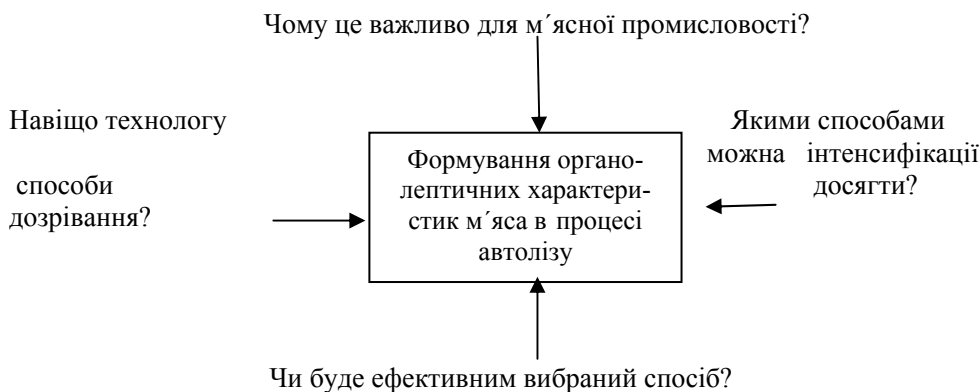 Чому це важливо для м´ясної промисловості?
Навіщо технологу
способи
дозрівання?
Формування органо-
лептичних характери-
стик м´яса в процесі
автолізу
Якими способами
можна інтенсифікації
досягти?
Чи буде ефективним вибраний спосіб?